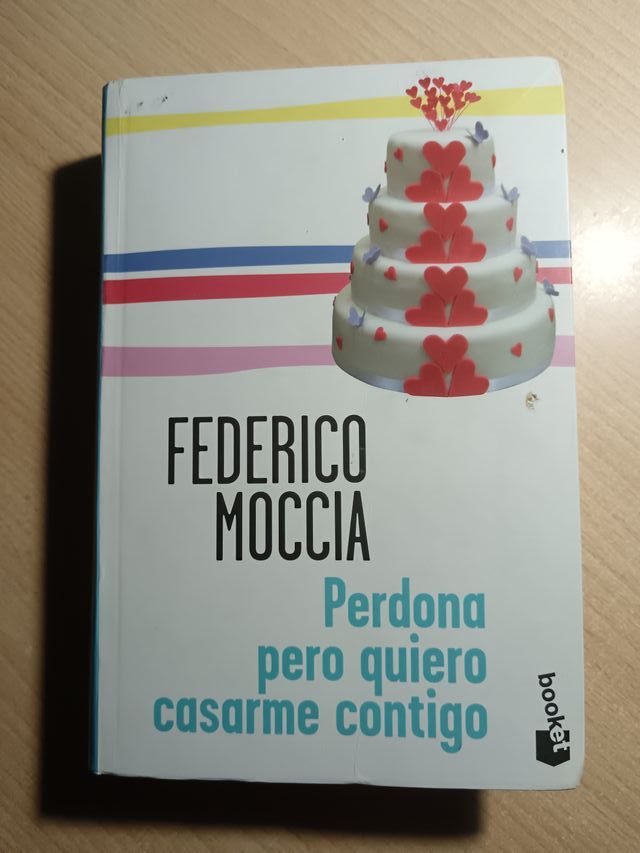 FEDERICO
MOCCIA
Perdona
pero quiero
casarme contigo
booket